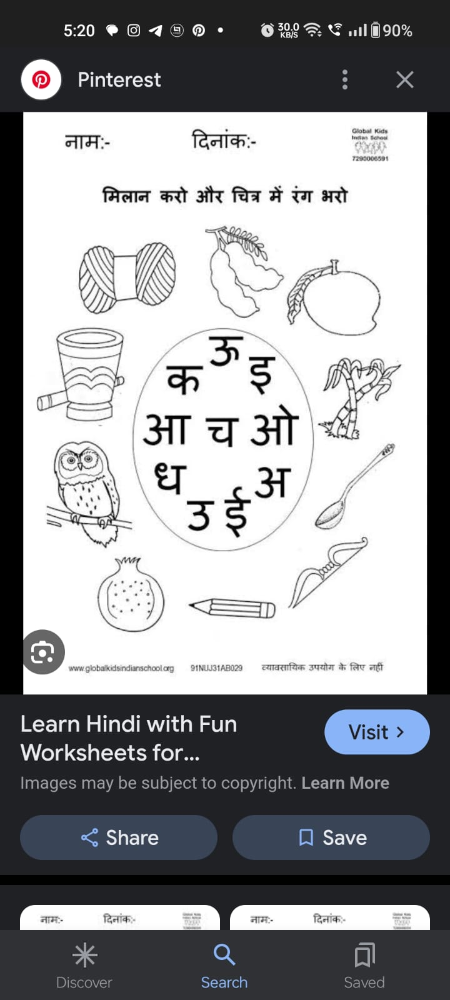 5:20 30.0 KB/S 90%
Pinterest
नामः- दिनांकः-
Global Kids
Indian School
7290006591
मिलान करो और चित्र में रंग भरो
ऊ
क इ
आ च ओ
ध अ
उ ई
www.globalkidsindianschool.org 91NUJ31AB029 व्यावसायिक उपयोग के लिए नहीं
Learn Hindi with Fun
Worksheets for...
Visit >
Images may be subject to copyright. Learn More
Share Save
नामः- दिनांकः- नामः- दिनांकः-
Discover Search Saved